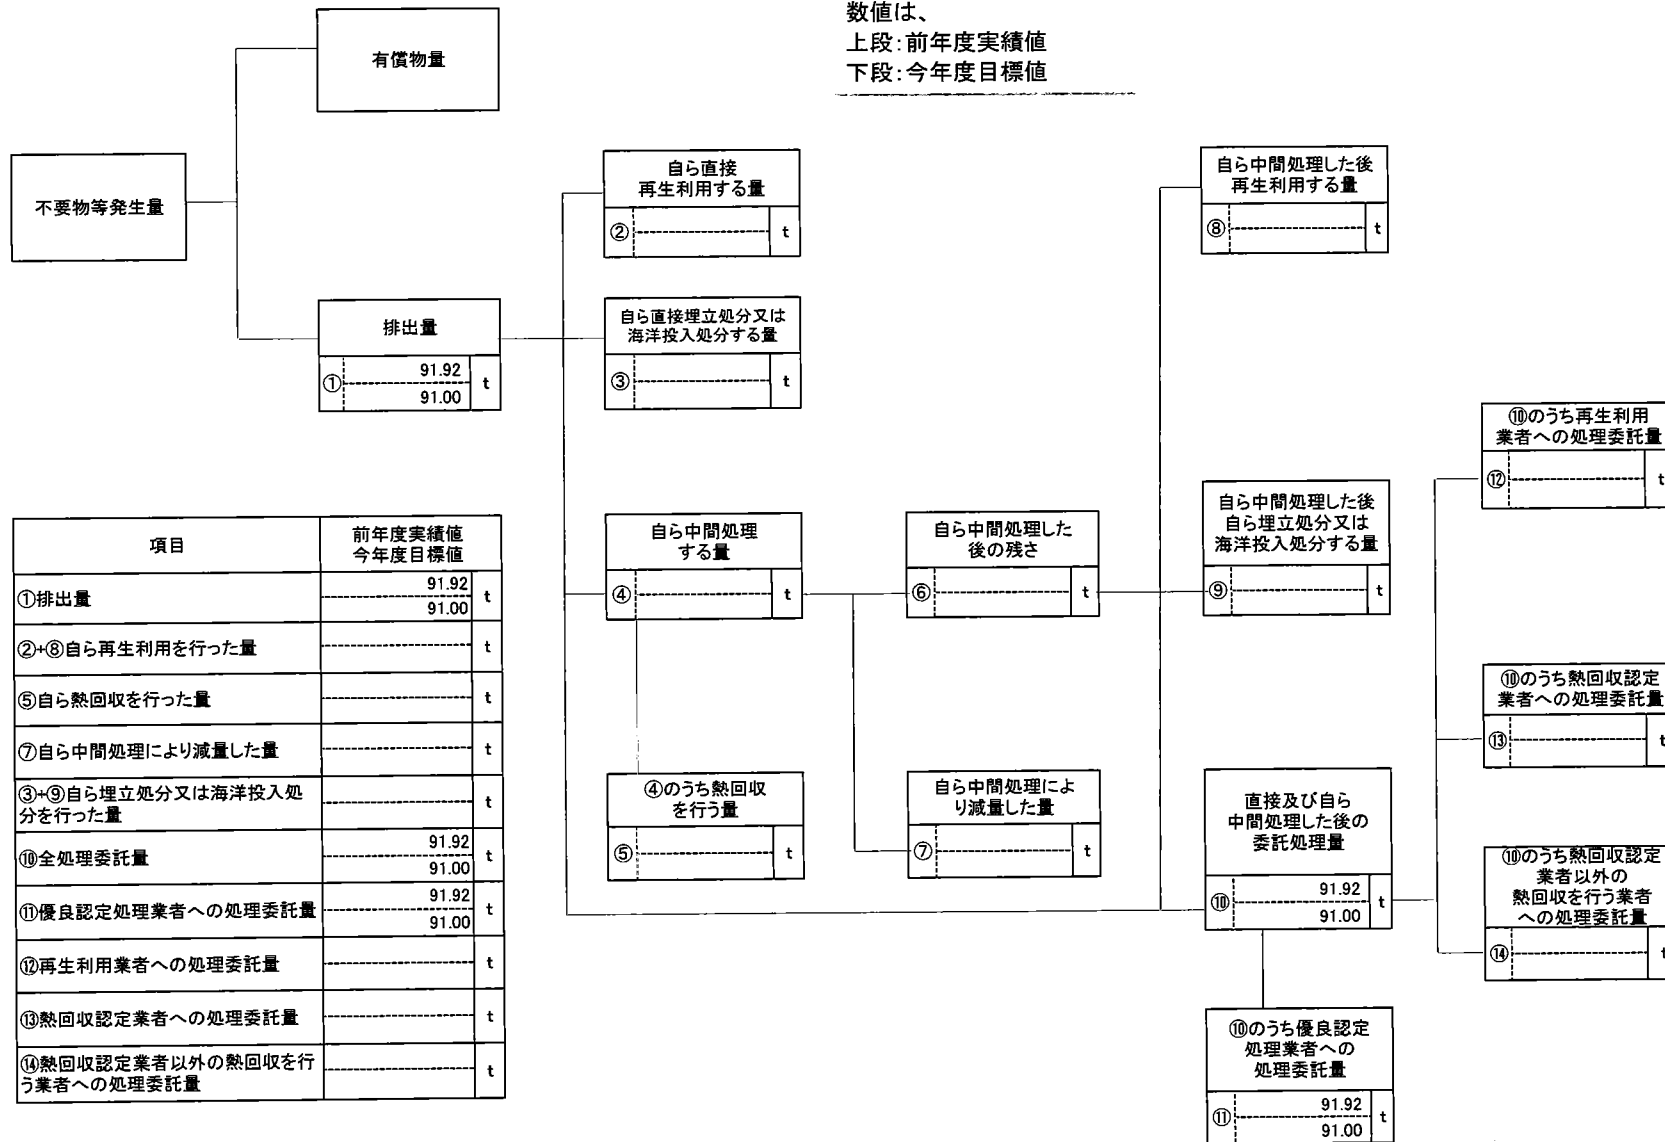 数値は、
上段：前年度実績値
下段：今年度目標値
有償物量
不要物等発生量
排出量
① 91.92 t
91.00
自ら直接
再生利用する量
② t
自ら直接埋立処分又は
海洋投入処分する量
③ t
自ら中間処理
する量
④ t
④のうち熱回収
を行う量
⑤ t
自ら中間処理した
後の残さ
⑥ t
自ら中間処理によ
り減量した量
⑦ t
自ら中間処理した後
再生利用する量
⑧ t
自ら中間処理した後
自ら埋立処分又は
海洋投入処分する量
⑨ t
直接及び自ら
中間処理した後の
委託処理量
⑩ 91.92 t
91.00
⑩のうち優良認定
処理業者への
処理委託量
⑪ 91.92 t
91.00
⑩のうち再生利用
業者への処理委託量
⑫ t
⑩のうち熱回収認定
業者への処理委託量
⑬ t
⑩のうち熱回収認定
業者以外の
熱回収を行う業者
への処理委託量
⑭ t
項目
前年度実績値
今年度目標値
①排出量 91.92 t
91.00
②+⑧自ら再生利用を行った量 t
⑤自ら熱回収を行った量 t
⑦自ら中間処理により減量した量 t
③+⑨自ら埋立処分又は海洋投入処
分を行った量 t
⑩全処理委託量 91.92 t
91.00
⑪優良認定処理業者への処理委託量 91.92 t
91.00
⑫再生利用業者への処理委託量 t
⑬熱回収認定業者への処理委託量 t
⑭熱回収認定業者以外の熱回収を行
う業者への処理委託量 t